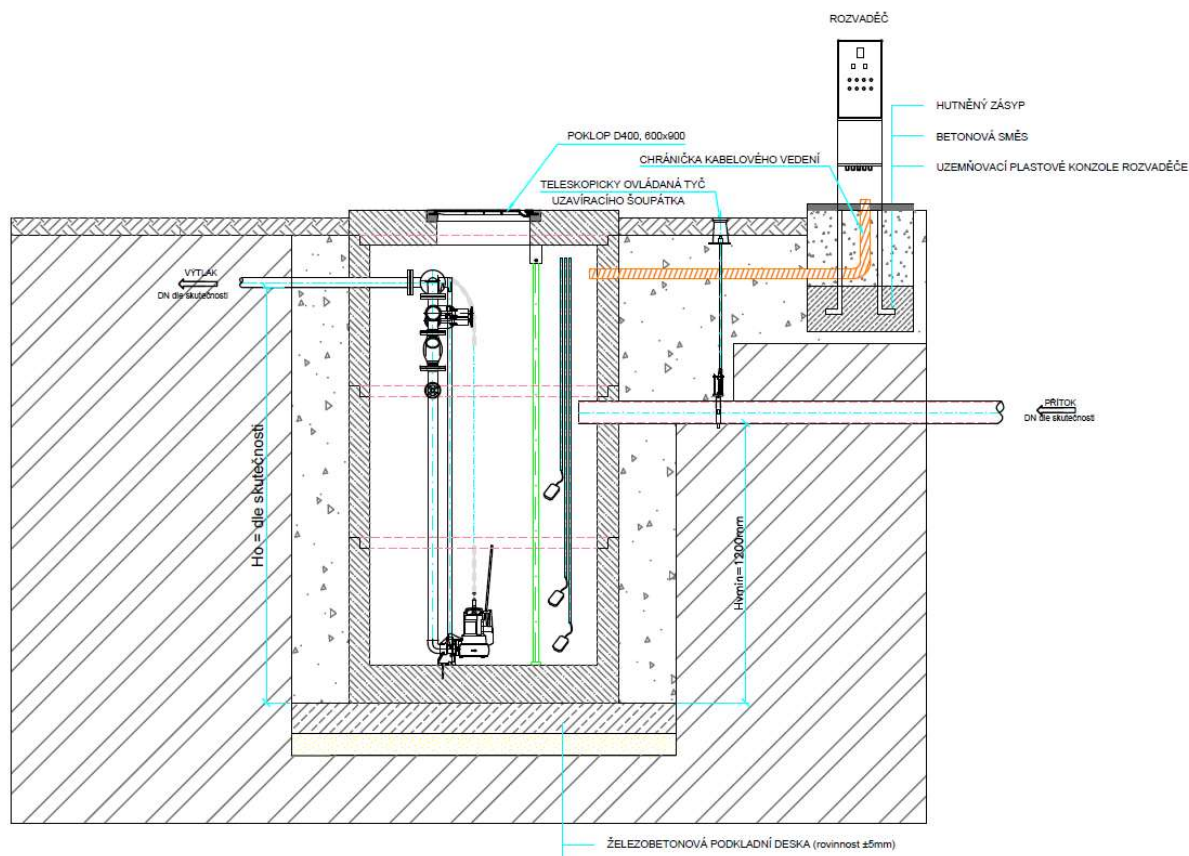 ROZVADĚČ
HUTNĚNÝ ZÁSYP
POKLOP D400, 600x900
BETONOVÁ SMĚS
CHRÁNIČKA KABELOVÉHO VEDENÍ
UZEMŇOVACÍ PLASTOVÉ KONZOLE ROZVADĚČE
TELESKOPICKY OVLÁDANÁ TYČ
UZAVÍRACÍHO ŠOUPÁTKA
VÝTLAK
DN dle skutečnosti
PŘÍTOK
DN dle skutečnosti
Ho = dle skutečnosti
Hvmin=1200mm
ŽELEZOBETONOVÁ PODKLADNÍ DESKA (rovinnost ±5mm)